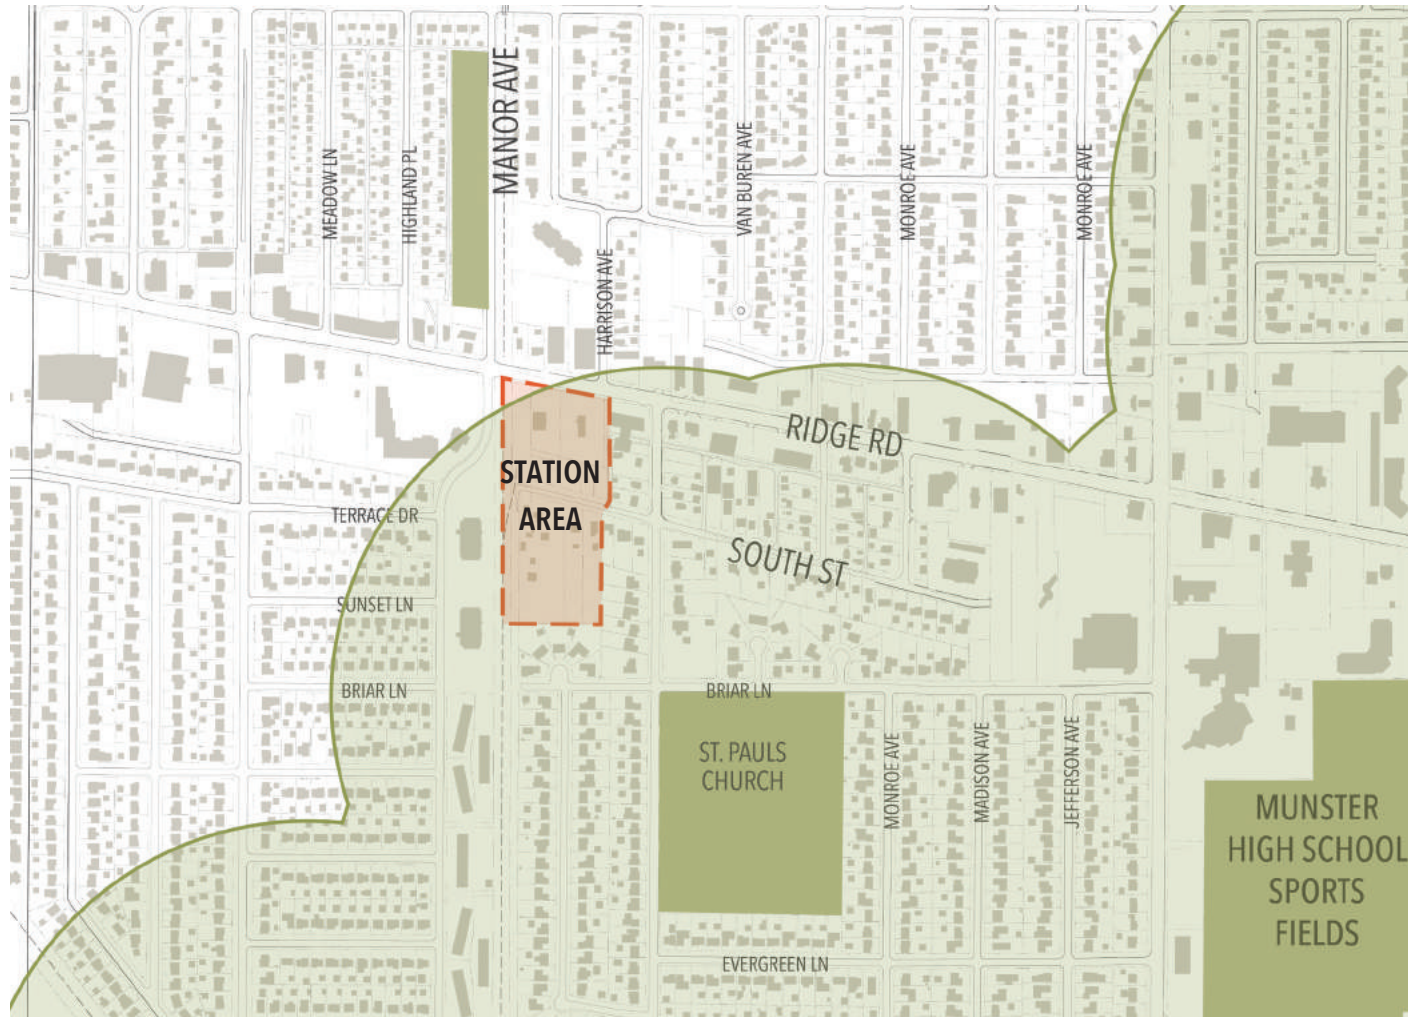 MANOR AVE
MEADOW LN
HIGHLAND PL
VAN BUREN AVE
MONROE AVE
MONROE AVE
HARRISON AVE
RIDGE RD
STATION
AREA
TERRACE DR
SOUTH ST
SUNSET LN
BRIAR LN
BRIAR LN
ST. PAULS
CHURCH
MONROE AVE
MADISON AVE
JEFFERSON AVE
MUNSTER
HIGH SCHOOL
SPORTS
FIELDS
EVERGREEN LN